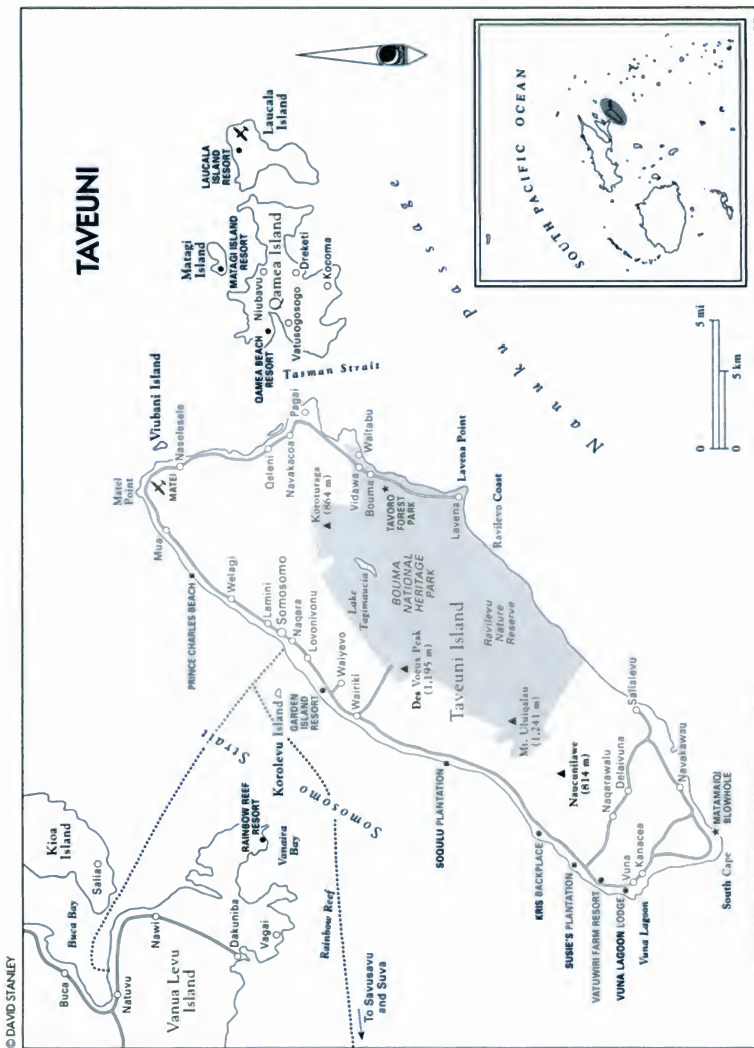 © DAVID STANLEY
TAVEUNI
Buca
Buca Bay
Kioa
Island
Salia
Natuvu
Nawi
Vanua Levu
Island
Dakuniba
Vagai
RAINBOW REEF
RESORT
Vanaira
Bay
Rainbow Reef
To Savusavu
and Suva
Somosomo
Strait
Korolevu Island
GARDEN
ISLAND
RESORT
PRINCE CHARLES BEACH
Matei
Point
MATEI
Mua
Naselesele
Viubani Island
Welagi
Lamini
Somosomo
Naqara
Lovonivonu
Waiyevo
Wairiki
Qeleni
Navakacoa
Pagai
Koroturaga
(864 m)
Vidawa
Waitabu
Bouma
TAVORO
FOREST
PARK
Lavena
Lavena Point
Ravilevo Coast
Lake
Tagimaucia
BOUMA
NATIONAL
HERITAGE
PARK
Des Voeux Peak
(1,195 m)
Taveuni Island
Ravilevu
Nature
Reserve
Mt. Uluiqalau
(1,241 m)
SOQULU PLANTATION
Naucunilawe
(814 m)
KRIS BACKPLACE
SUSIE'S PLANTATION
VATUWIRI FARM RESORT
VUNA LAGOON LODGE
Vuna
Kanacea
Vuna Lagoon
Naqarawalu
Delaivuna
Salialevu
Navakawau
MATAMAIQI
BLOWHOLE
South Cape
Tasman Strait
QAMEA BEACH
RESORT
Matagi
Island
MATAGI ISLAND
RESORT
Niubavu
Qamea Island
Vatusogosogo
Dreketi
Kocoma
LAUCALA
ISLAND
RESORT
Laucala
Island
Nanuku Passage
0 5 mi
0 5 km
SOUTH PACIFIC OCEAN